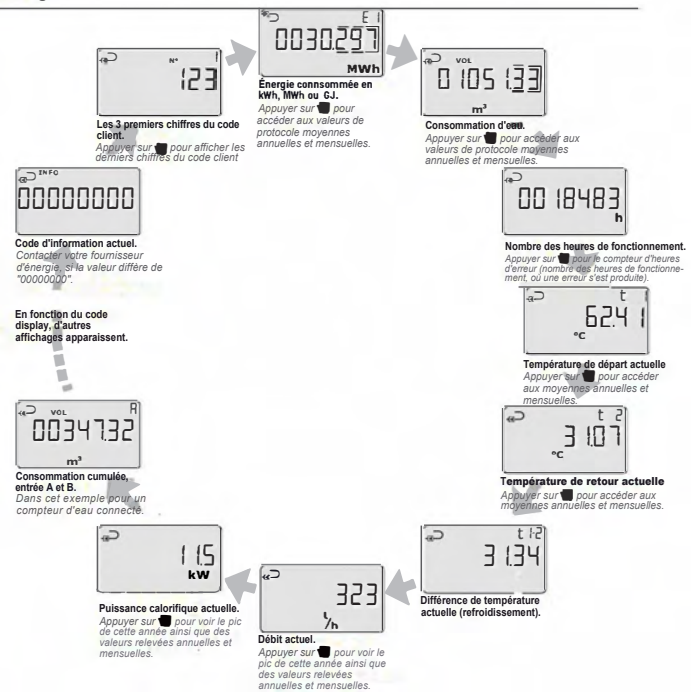 E1
0030.297
MWh
Énergie connsommée en
kWh, MWh ou GJ.
Appuyer sur pour
accéder aux valeurs de
protocole moyennes
annuelles et mensuelles.
VOL
01051.33
m³
Consommation d'eau.
Appuyer sur pour accéder aux
valeurs de protocole moyennes
annuelles et mensuelles.
0018483
h
Nombre des heures de fonctionnement.
Appuyer sur pour le compteur d'heures
d'erreur (nombre des heures de fonctionne-
ment, où une erreur s'est produite).
t 1
62.41
°C
Température de départ actuelle
Appuyer sur pour accéder
aux moyennes annuelles et
mensuelles.
t 2
31.07
°C
Température de retour actuelle
Appuyer sur pour accéder aux
moyennes annuelles et mensuelles.
t 1-2
31.34
Différence de température
actuelle (refroidissement).
323
l/h
Débit actuel.
Appuyer sur pour voir le
pic de cette année ainsi que
des valeurs relevées
annuelles et mensuelles.
11.5
kW
Puissance calorifique actuelle.
Appuyer sur pour voir le pic
de cette année ainsi que des
valeurs relevées annuelles et
mensuelles.
VOL A
00347.32
m³
Consommation cumulée,
entrée A et B.
Dans cet exemple pour un
compteur d'eau connecté.
En fonction du code
display, d'autres
affichages apparaissent.
INFO
00000000
Code d'information actuel.
Contacter votre fournisseur
d'énergie, si la valeur diffère de
"00000000".
N° 1
123
Les 3 premiers chiffres du code
client.
Appuyer sur pour afficher les
derniers chiffres du code client